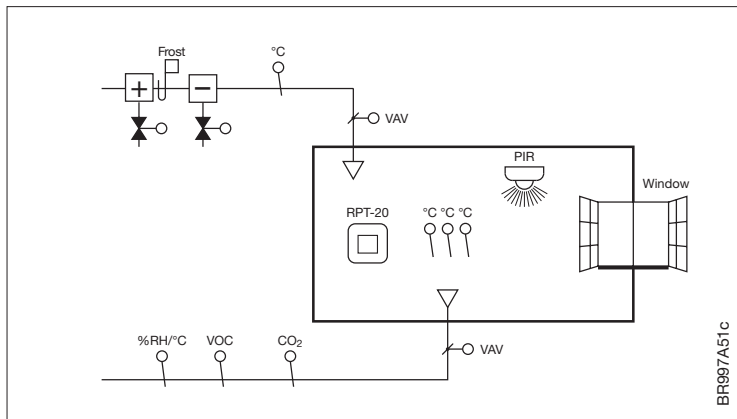 Frost
°C
+
−
VAV
PIR
Window
RPT-20
°C °C °C
%RH/°C
VOC
CO₂
VAV
BR997A51c